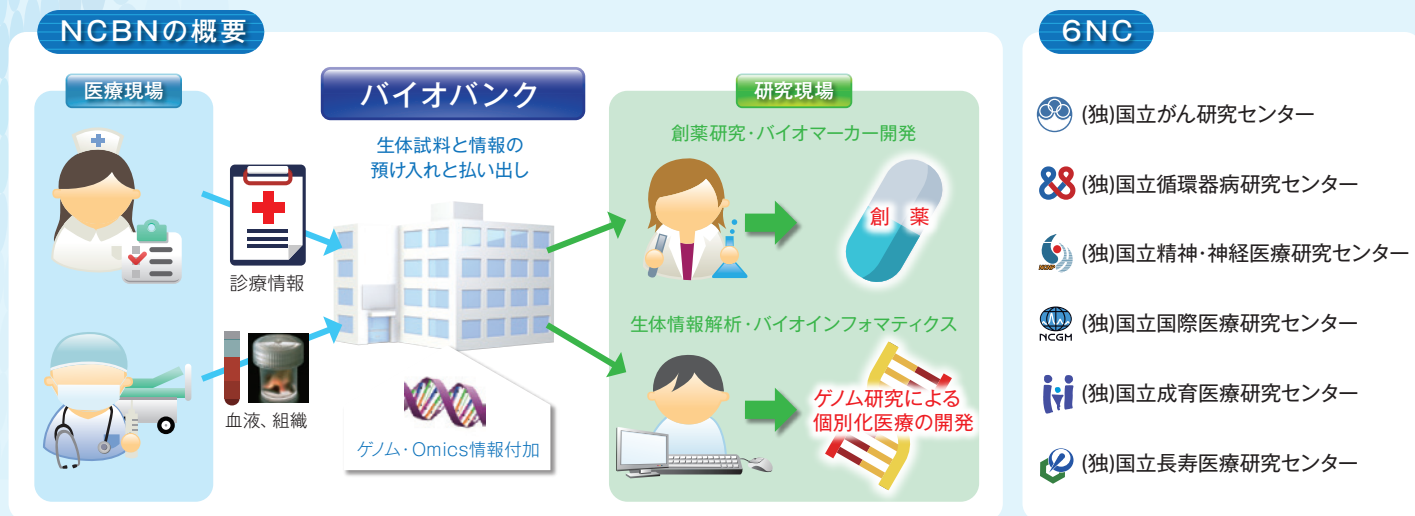 NCBNの概要
医療現場
診療情報
血液、組織
バイオバンク
生体試料と情報の
預け入れと払い出し
ゲノム・Omics情報付加
研究現場
創薬研究・バイオマーカー開発
創 薬
生体情報解析・バイオインフォマティクス
ゲノム研究による
個別化医療の開発
6NC
(独)国立がん研究センター
(独)国立循環器病研究センター
(独)国立精神・神経医療研究センター
NCGM
(独)国立国際医療研究センター
(独)国立成育医療研究センター
(独)国立長寿医療研究センター